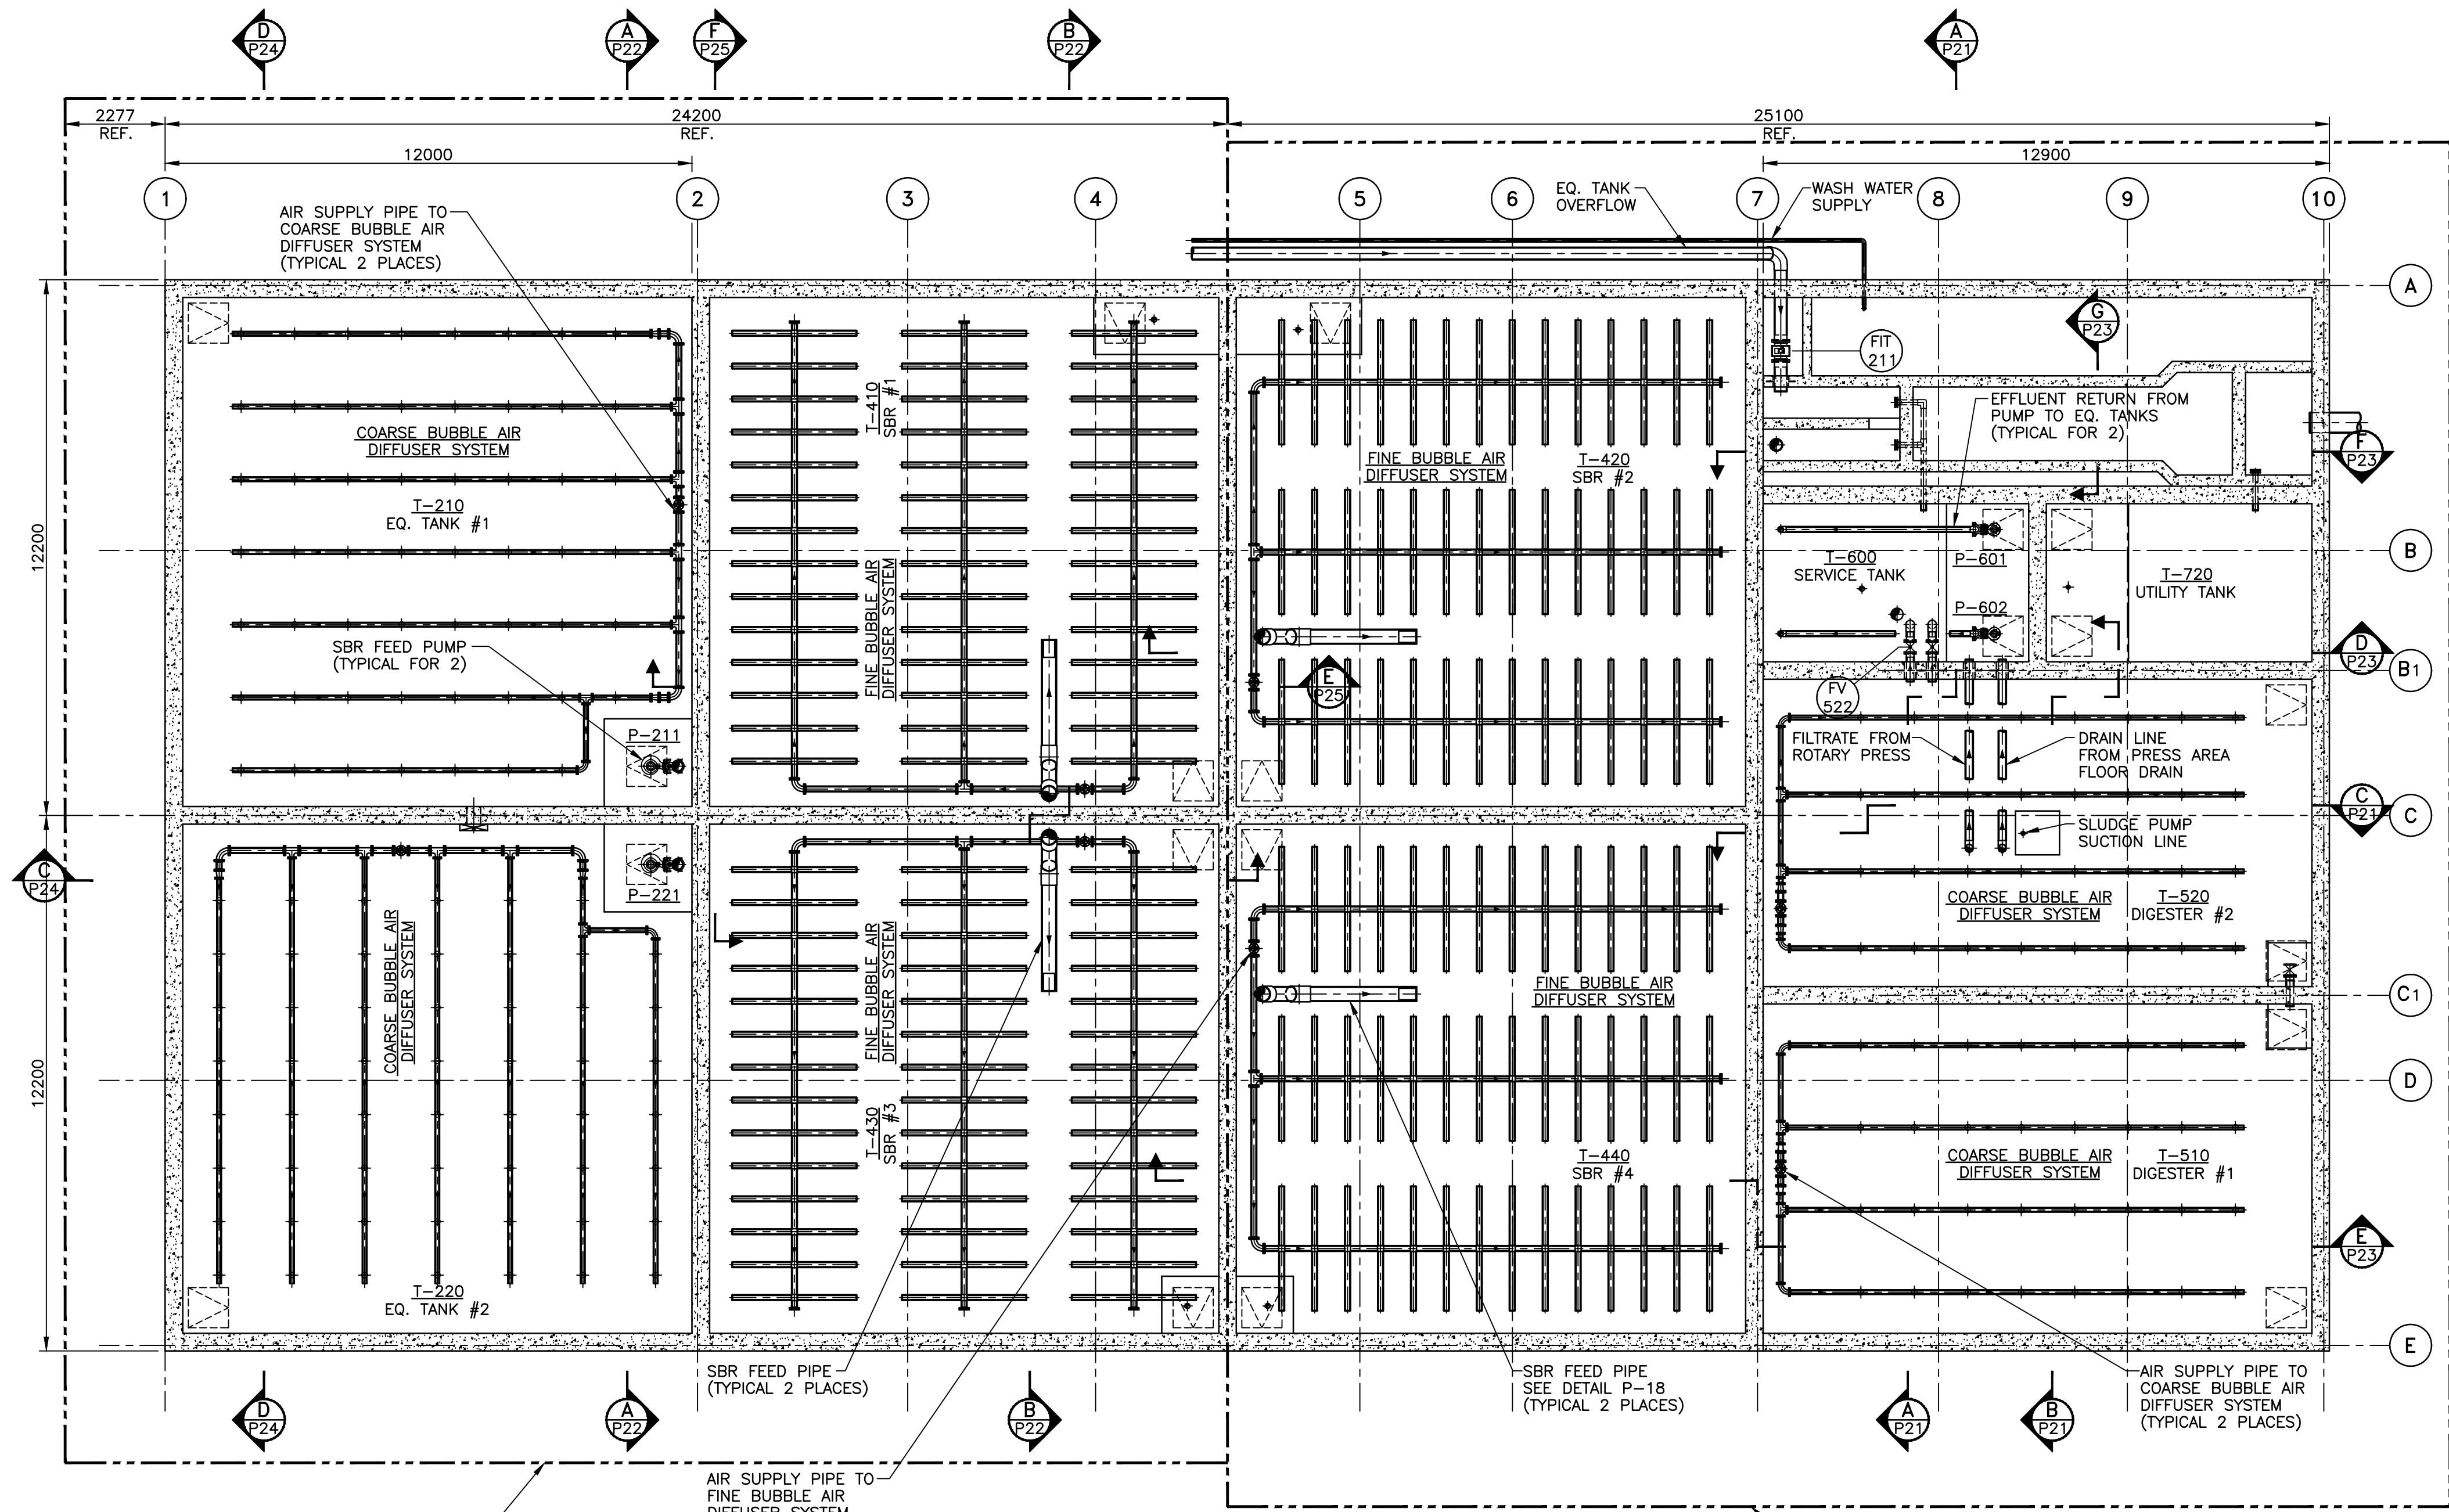 D
P24
A
P22
F
P25
B
P22
A
P21
2277
REF.
24200
REF.
25100
REF.
12000
12900
1
2
3
4
5
6
7
8
9
10
EQ. TANK
OVERFLOW
WASH WATER
SUPPLY
AIR SUPPLY PIPE TO
COARSE BUBBLE AIR
DIFFUSER SYSTEM
(TYPICAL 2 PLACES)
A
G
P23
FIT
211
EFFLUENT RETURN FROM
PUMP TO EQ. TANKS
(TYPICAL FOR 2)
F
P23
COARSE BUBBLE AIR
DIFFUSER SYSTEM
T-210
EQ. TANK #1
T-410
SBR #1
FINE BUBBLE AIR
DIFFUSER SYSTEM
FINE BUBBLE AIR
DIFFUSER SYSTEM
T-420
SBR #2
12200
B
T-600
SERVICE TANK
P-601
P-602
T-720
UTILITY TANK
D
P23
B1
SBR FEED PUMP
(TYPICAL FOR 2)
E
P25
FV
522
P-211
FILTRATE FROM
ROTARY PRESS
DRAIN LINE
FROM PRESS AREA
FLOOR DRAIN
C
P21
C
SLUDGE PUMP
SUCTION LINE
C
P24
P-221
COARSE BUBBLE AIR
DIFFUSER SYSTEM
T-520
DIGESTER #2
COARSE BUBBLE AIR
DIFFUSER SYSTEM
FINE BUBBLE AIR
DIFFUSER SYSTEM
FINE BUBBLE AIR
DIFFUSER SYSTEM
C1
12200
D
T-430
SBR #3
T-440
SBR #4
COARSE BUBBLE AIR
DIFFUSER SYSTEM
T-510
DIGESTER #1
E
P23
T-220
EQ. TANK #2
E
SBR FEED PIPE
(TYPICAL 2 PLACES)
SBR FEED PIPE
SEE DETAIL P-18
(TYPICAL 2 PLACES)
AIR SUPPLY PIPE TO
COARSE BUBBLE AIR
DIFFUSER SYSTEM
(TYPICAL 2 PLACES)
D
P24
A
P22
B
P22
A
P21
B
P21
AIR SUPPLY PIPE TO
FINE BUBBLE AIR
DIFFUSER SYSTEM